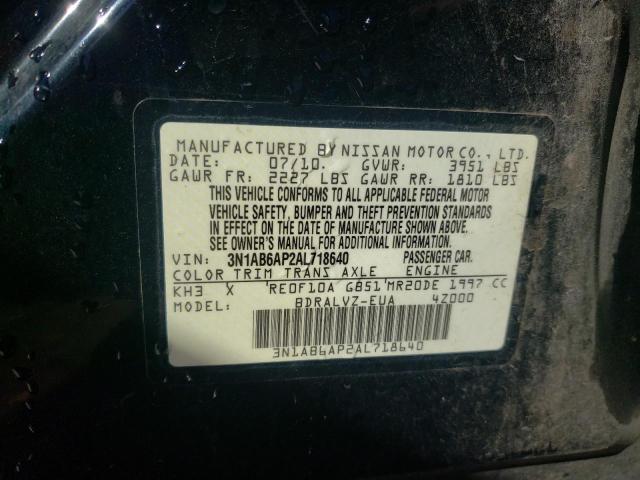 MANUFACTURED BY NISSAN MOTOR CO., LTD.
DATE: 07/10. GVWR: 3951 LBS
GAWR FR: 2227 LBS GAWR RR: 1810 LBS
THIS VEHICLE CONFORMS TO ALL APPLICABLE FEDERAL MOTOR
VEHICLE SAFETY, BUMPER AND THEFT PREVENTION STANDARDS
IN EFFECT ON THE DATE OF MANUFACTURE SHOWN ABOVE.
SEE OWNER'S MANUAL FOR ADDITIONAL INFORMATION.
VIN: 3N1AB6AP2AL718640 PASSENGER CAR.
COLOR TRIM TRANS AXLE ENGINE
KH3 X 'RE0F10A G851'MR20DE 1997 CC
MODEL: BDRALVZ-EUA 4Z000
3N1AB6AP2AL718640